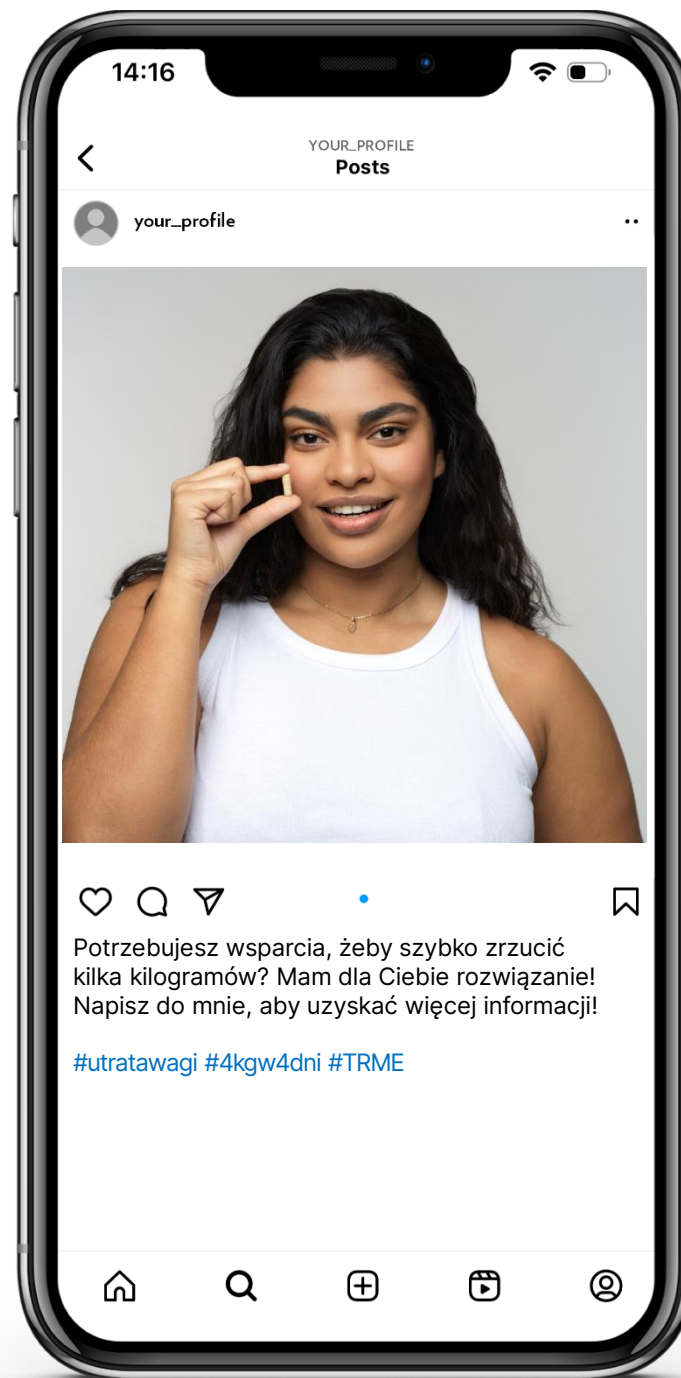 14:16
YOUR_PROFILE
Posts
your_profile
Potrzebujesz wsparcia, żeby szybko zrzucić
kilka kilogramów? Mam dla Ciebie rozwiązanie!
Napisz do mnie, aby uzyskać więcej informacji!
#utratawagi #4kgw4dni #TRME